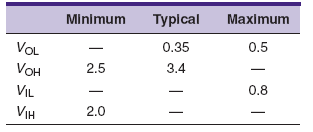 Minimum Typical Maximum
VOL — 0.35 0.5
VOH 2.5 3.4 —
VIL — — 0.8
VIH 2.0 — —